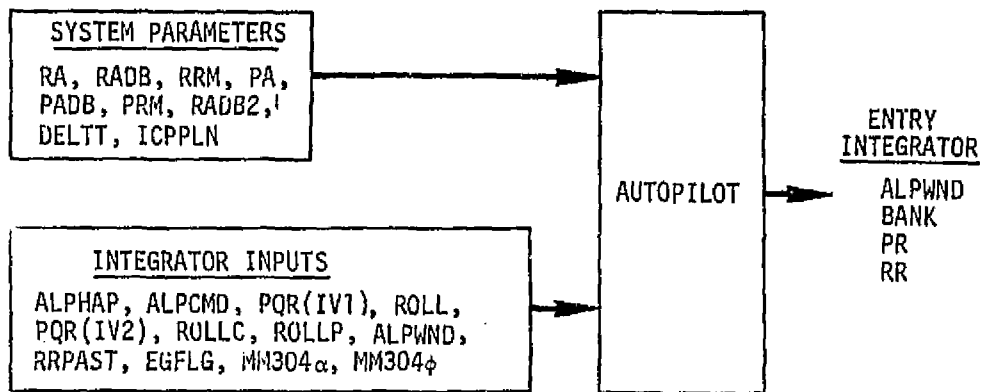 SYSTEM PARAMETERS
RA, RADB, RRM, PA,
PADB, PRM, RADB2,
DELTT, ICPPLN
INTEGRATOR INPUTS
ALPHAP, ALPCMD, PQR(IV1), ROLL,
PQR(IV2), ROLLC, ROLLP, ALPWND,
RRPAST, EGFLG, MM304α, MM304ϕ
AUTOPILOT
ENTRY
INTEGRATOR
ALPWND
BANK
PR
RR